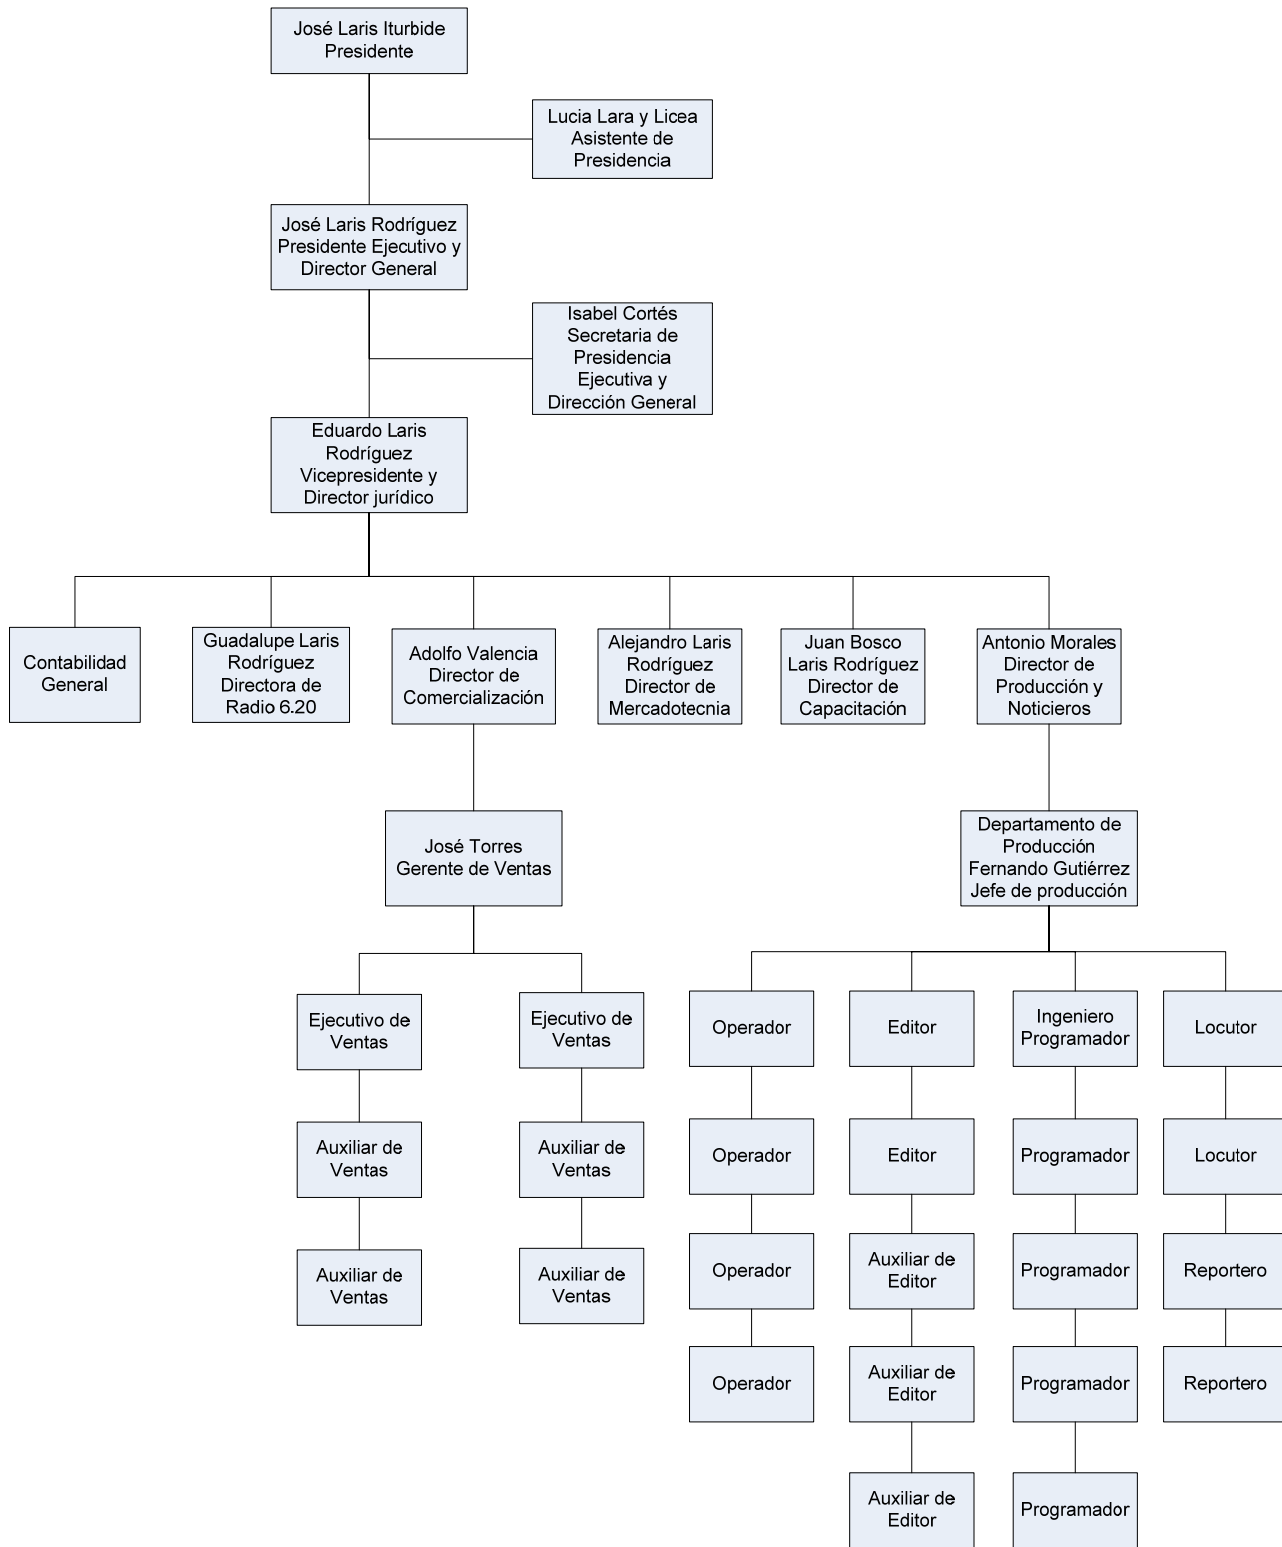 José Laris Iturbide
Presidente
Lucia Lara y Licea
Asistente de
Presidencia
José Laris Rodríguez
Presidente Ejecutivo y
Director General
Isabel Cortés
Secretaria de
Presidencia
Ejecutiva y
Dirección General
Eduardo Laris
Rodríguez
Vicepresidente y
Director jurídico
Contabilidad
General
Guadalupe Laris
Rodríguez
Directora de
Radio 6.20
Adolfo Valencia
Director de
Comercialización
Alejandro Laris
Rodríguez
Director de
Mercadotecnia
Juan Bosco
Laris Rodríguez
Director de
Capacitación
Antonio Morales
Director de
Producción y
Noticieros
José Torres
Gerente de Ventas
Departamento de
Producción
Fernando Gutiérrez
Jefe de producción
Ejecutivo de
Ventas
Ejecutivo de
Ventas
Operador
Editor
Ingeniero
Programador
Locutor
Auxiliar de
Ventas
Auxiliar de
Ventas
Operador
Editor
Programador
Locutor
Auxiliar de
Ventas
Auxiliar de
Ventas
Operador
Auxiliar de
Editor
Programador
Reportero
Operador
Auxiliar de
Editor
Programador
Reportero
Auxiliar de
Editor
Programador